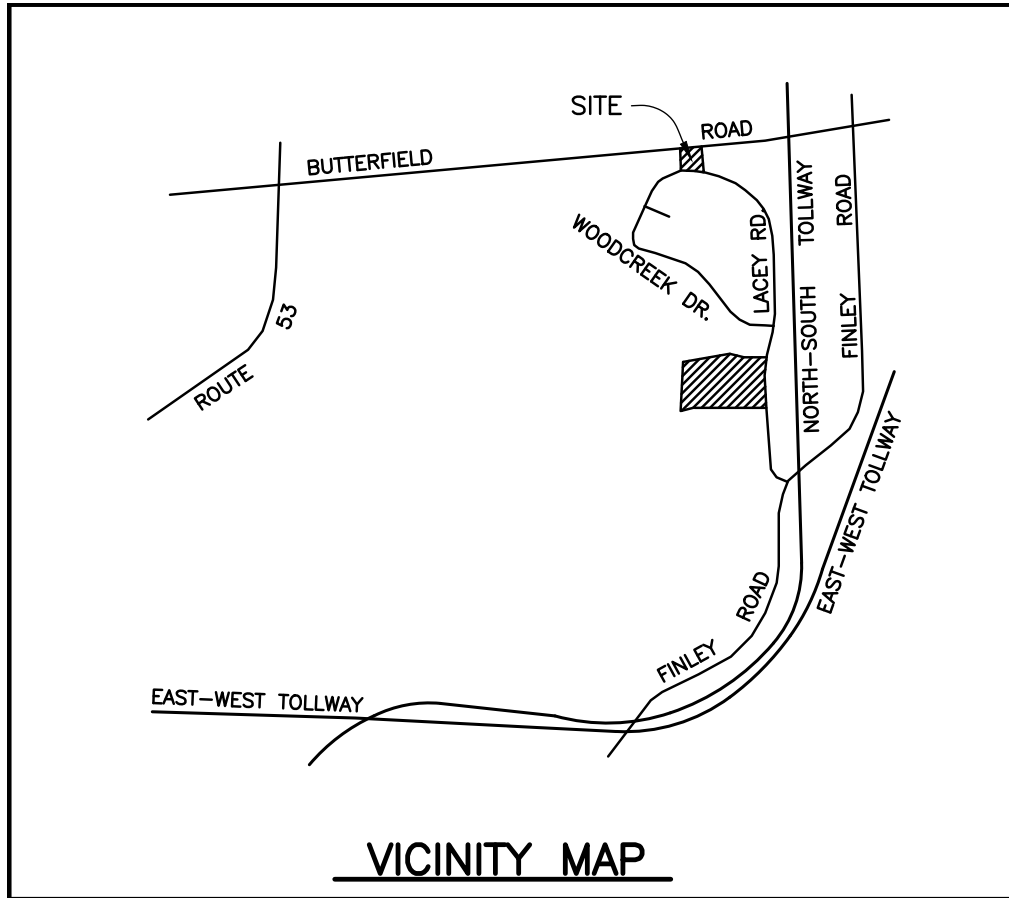 SITE
BUTTERFIELD ROAD
WOODCREEK DR.
LACEY RD.
NORTH-SOUTH TOLLWAY
FINLEY ROAD
ROUTE 53
EAST-WEST TOLLWAY
FINLEY ROAD
EAST-WEST TOLLWAY
VICINITY MAP